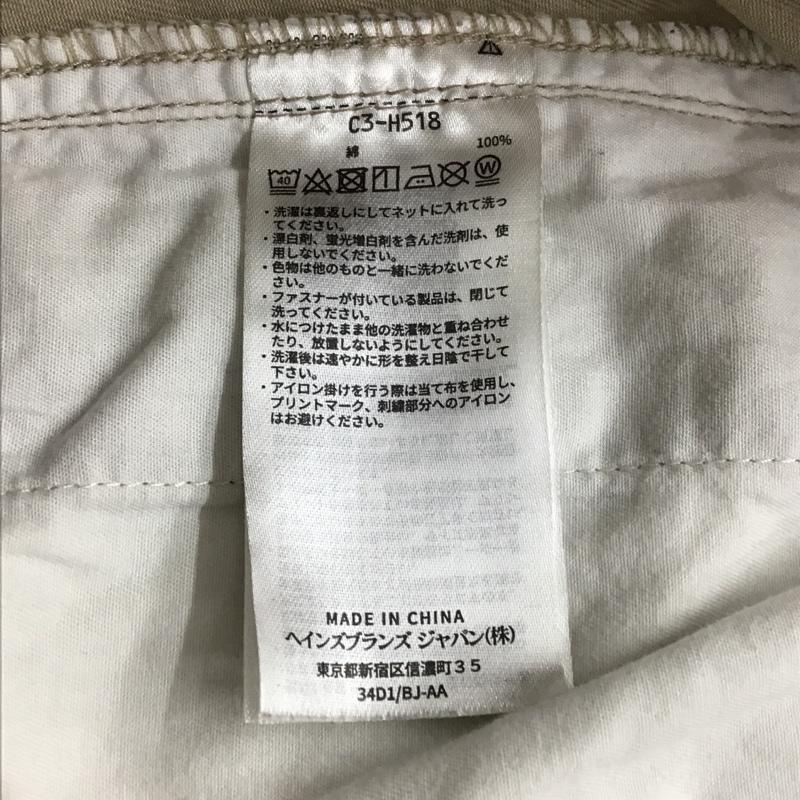 C3-H518
綿 100%
40 W
・洗濯は裏返しにしてネットに入れて洗っ
てください。
・漂白剤、蛍光増白剤を含んだ洗剤は、使
用しないでください。
・色物は他のものと一緒に洗わないでくだ
さい。
・ファスナーが付いている製品は、閉じて
洗ってください。
・水につけたまま他の洗濯物と重ね合わせ
たり、放置しないようにしてください。
・洗濯後は速やかに形を整え日陰で干して
下さい。
・アイロン掛けを行う際は当て布を使用し、
プリントマーク、刺繍部分へのアイロン
はお避けください。
MADE IN CHINA
ヘインズブランズ ジャパン(株)
東京都新宿区信濃町３５
34D1/BJ-AA